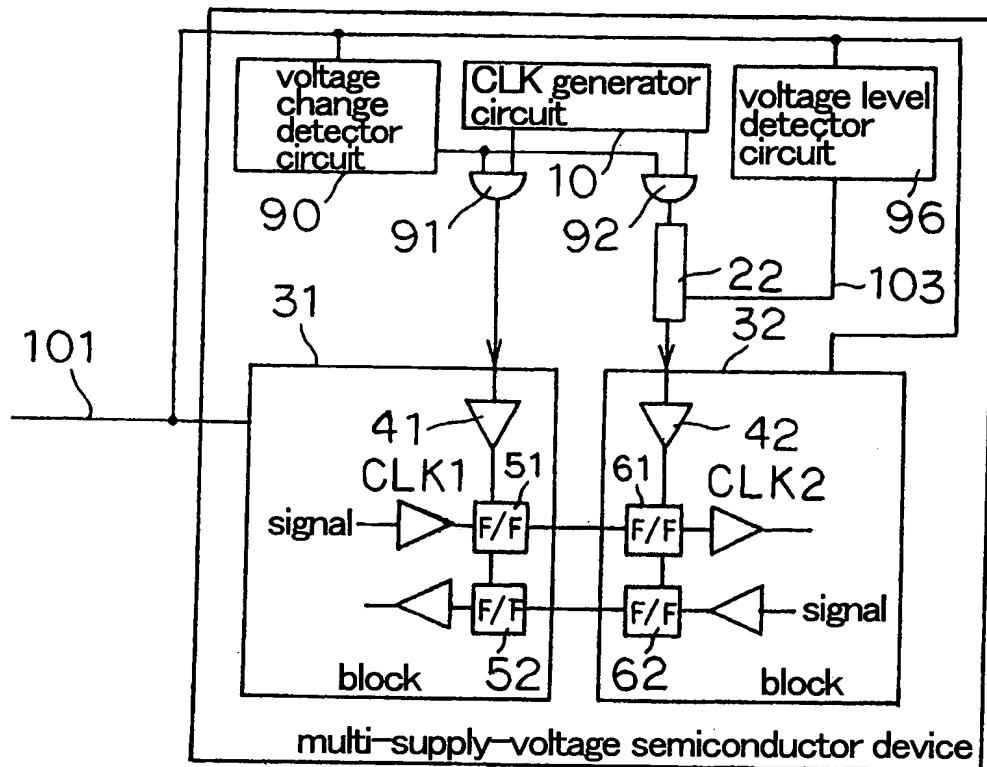 voltage
change
detector
circuit
CLK generator
circuit
voltage level
detector
circuit
90
91
10
92
96
22
103
31
32
101
41
42
CLK1
51
61
CLK2
signal
F/F
F/F
F/F
F/F
signal
52
62
block
block
multi-supply-voltage semiconductor device